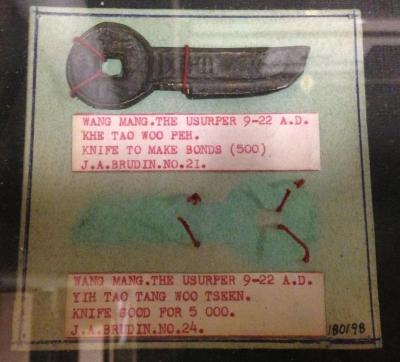 WANG MANG.THE USURPER 9-22 A.D.
KHE TAO WOO PEH.
KNIFE TO MAKE BONDS (500)
J.A.BRUDIN.NO.21.
WANG MANG.THE USURPER 9-22 A.D.
YIH TAO TANG WOO TSEEN.
KNIFE GOOD FOR 5 000.
J.A.BRUDIN.NO.24.
180198